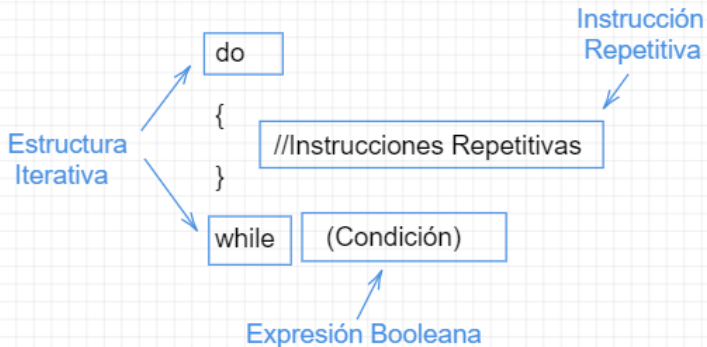 Instrucción
Repetitiva
do
{
//Instrucciones Repetitivas
Estructura
Iterativa
}
while (Condición)
Expresión Booleana